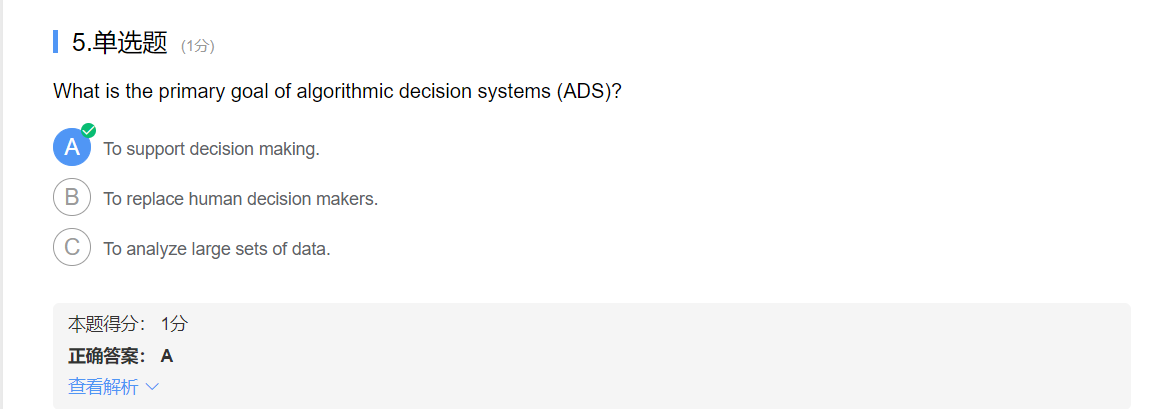 5.单选题 (1分)
What is the primary goal of algorithmic decision systems (ADS)?
A To support decision making.
B To replace human decision makers.
C To analyze large sets of data.
本题得分： 1分
正确答案： A
查看解析